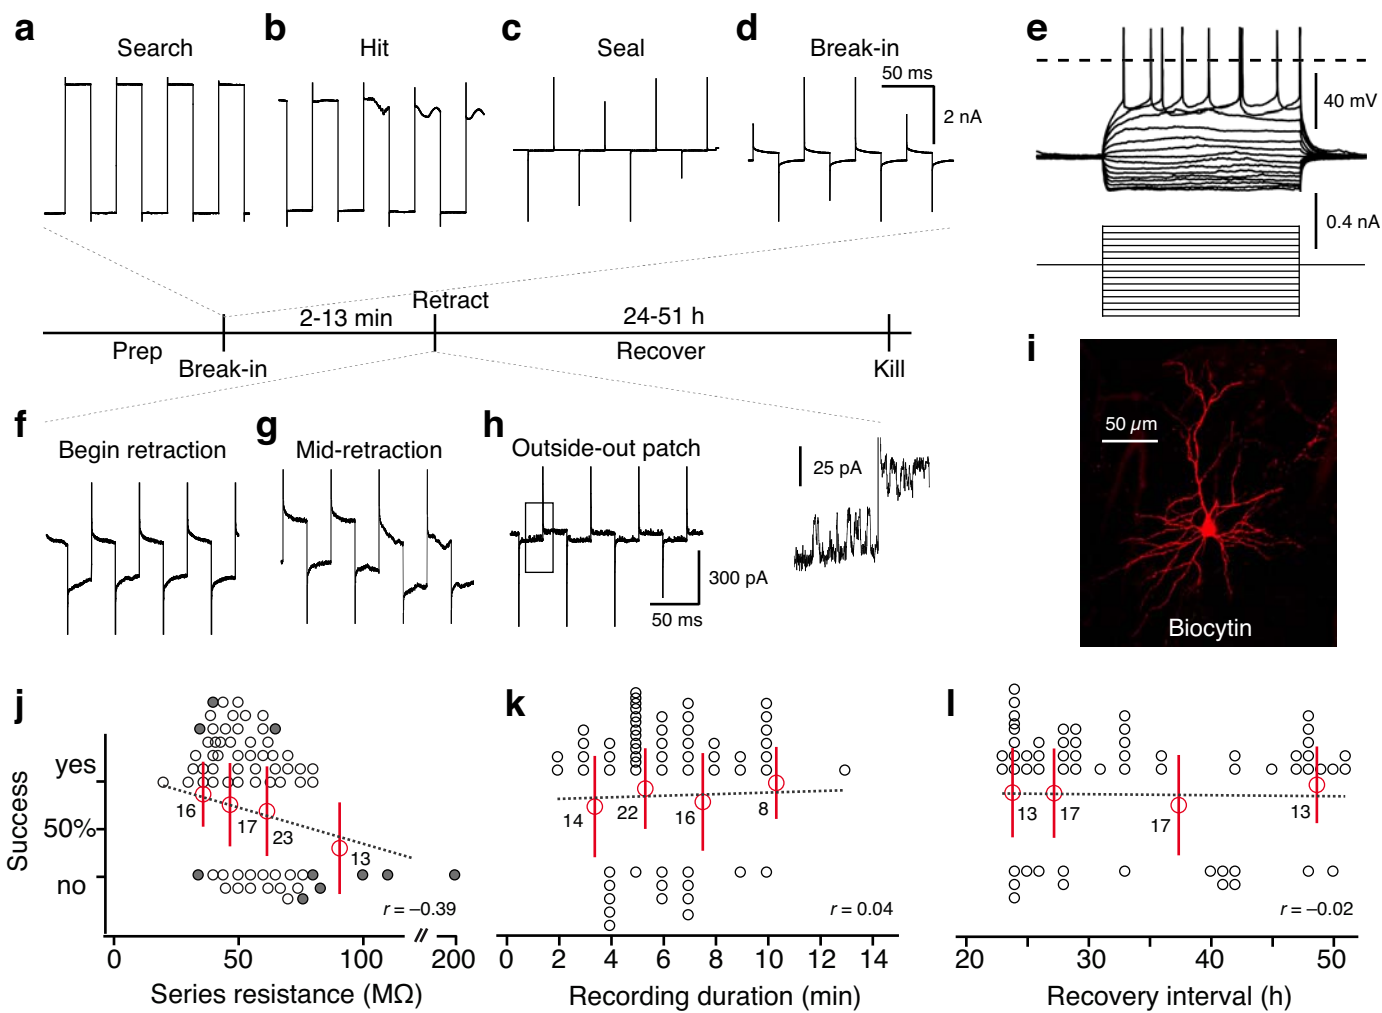 a
Search
b
Hit
c
Seal
d
Break-in
50 ms
2 nA
e
40 mV
0.4 nA
Retract
2-13 min
24-51 h
Prep
Break-in
Recover
Kill
f
Begin retraction
g
Mid-retraction
h
Outside-out patch
300 pA
50 ms
25 pA
i
50 µm
Biocytin
j
Success
yes
50%
no
16
17
23
13
r = –0.39
0 50 100 200
Series resistance (MΩ)
k
14
22
16
8
r = 0.04
0 2 4 6 8 10 12 14
Recording duration (min)
l
13
17
17
13
r = –0.02
20 30 40 50
Recovery interval (h)